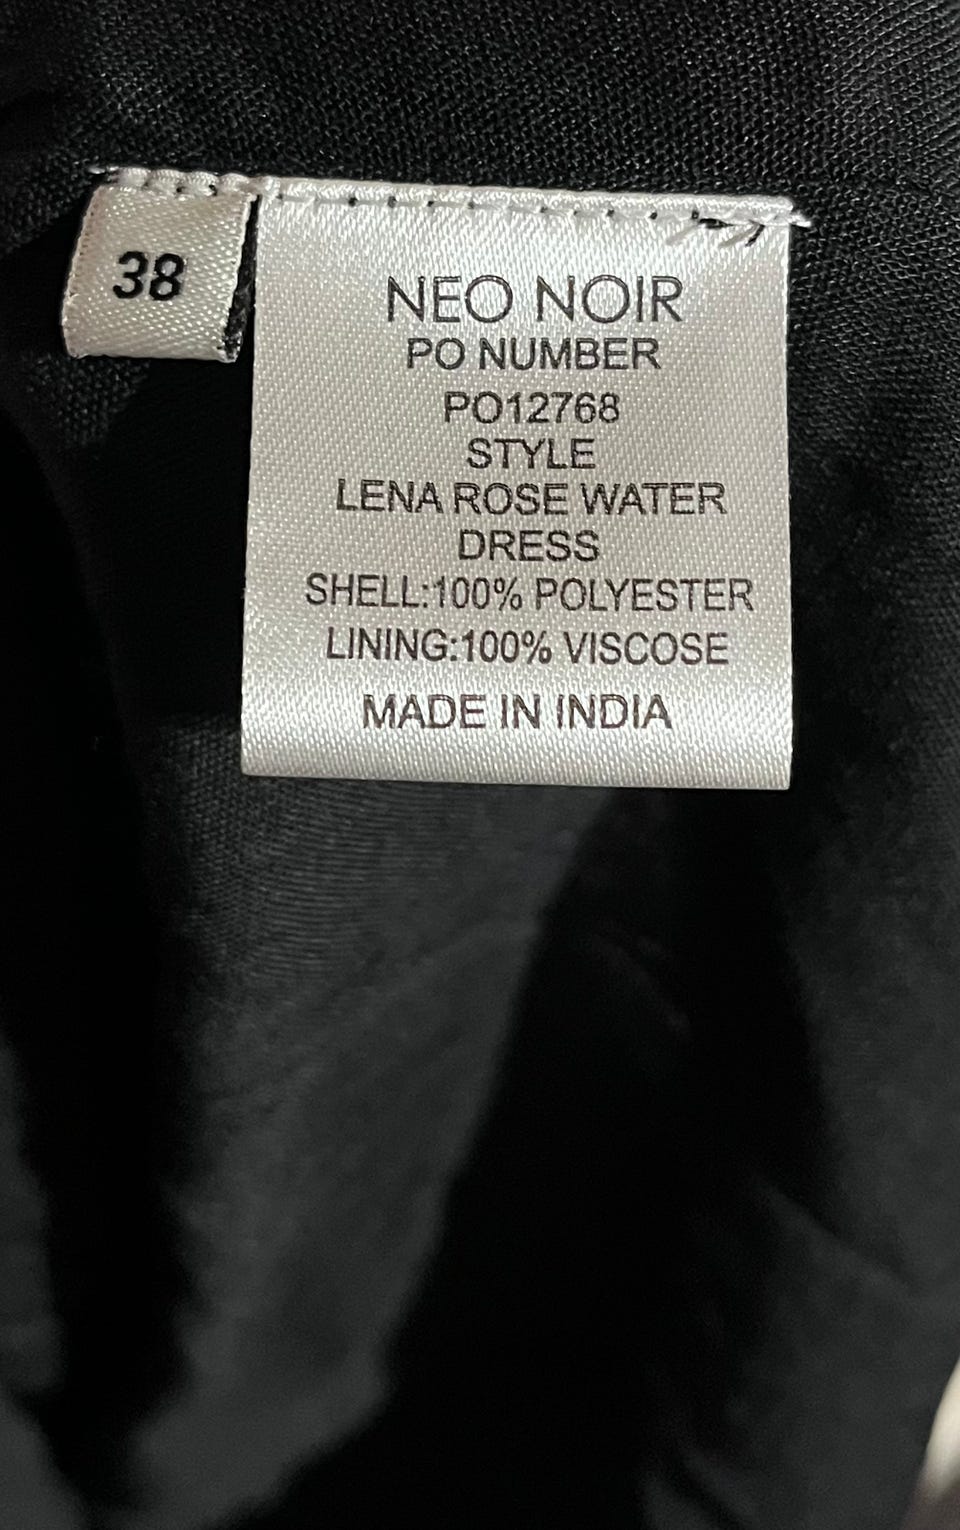 38
NEO NOIR
PO NUMBER
PO12768
STYLE
LENA ROSE WATER
DRESS
SHELL:100% POLYESTER
LINING:100% VISCOSE
MADE IN INDIA